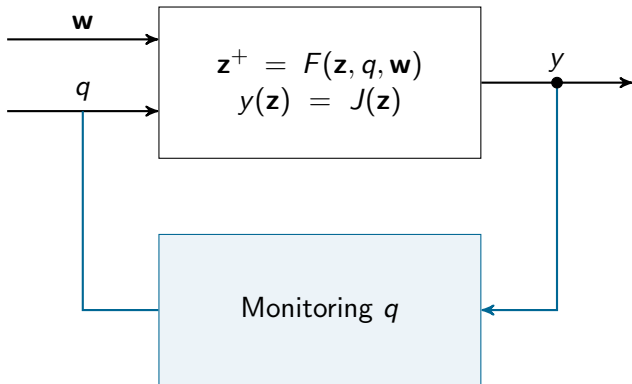 w
q
z⁺ = F(z, q, w)
y(z) = J(z)
y
Monitoring q